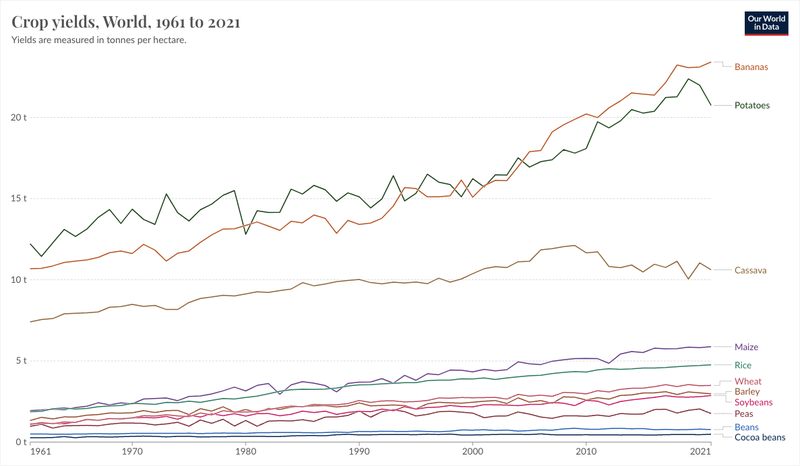 Crop yields, World, 1961 to 2021
Yields are measured in tonnes per hectare.
Our World
in Data
20 t
15 t
10 t
5 t
0 t
1961
1970
1980
1990
2000
2010
2021
Bananas
Potatoes
Cassava
Maize
Rice
Wheat
Barley
Soybeans
Peas
Beans
Cocoa beans